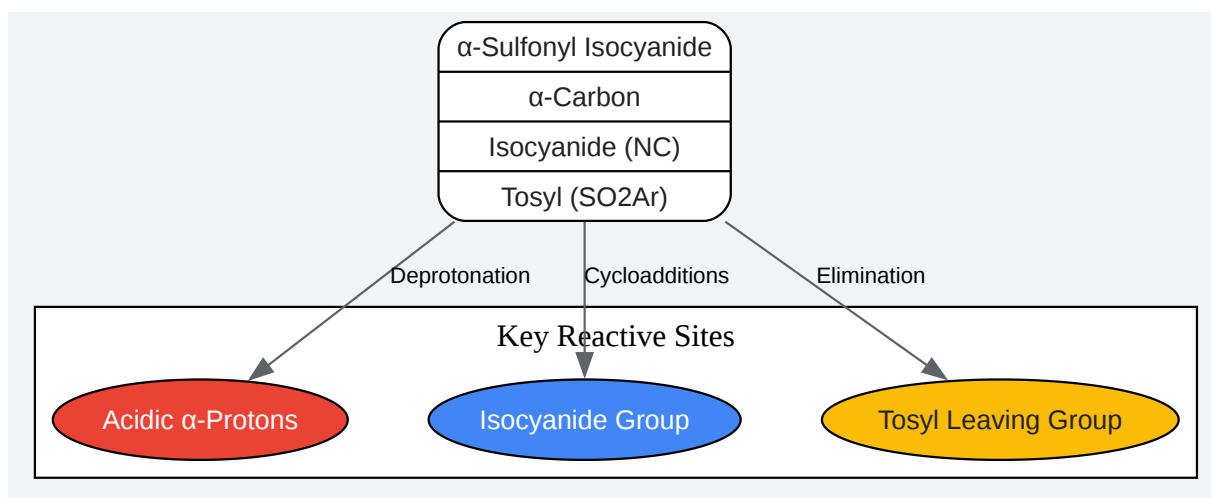 α-Sulfonyl Isocyanide
α-Carbon
Isocyanide (NC)
Tosyl (SO2Ar)
Deprotonation
Cycloadditions
Elimination
Key Reactive Sites
Acidic α-Protons
Isocyanide Group
Tosyl Leaving Group